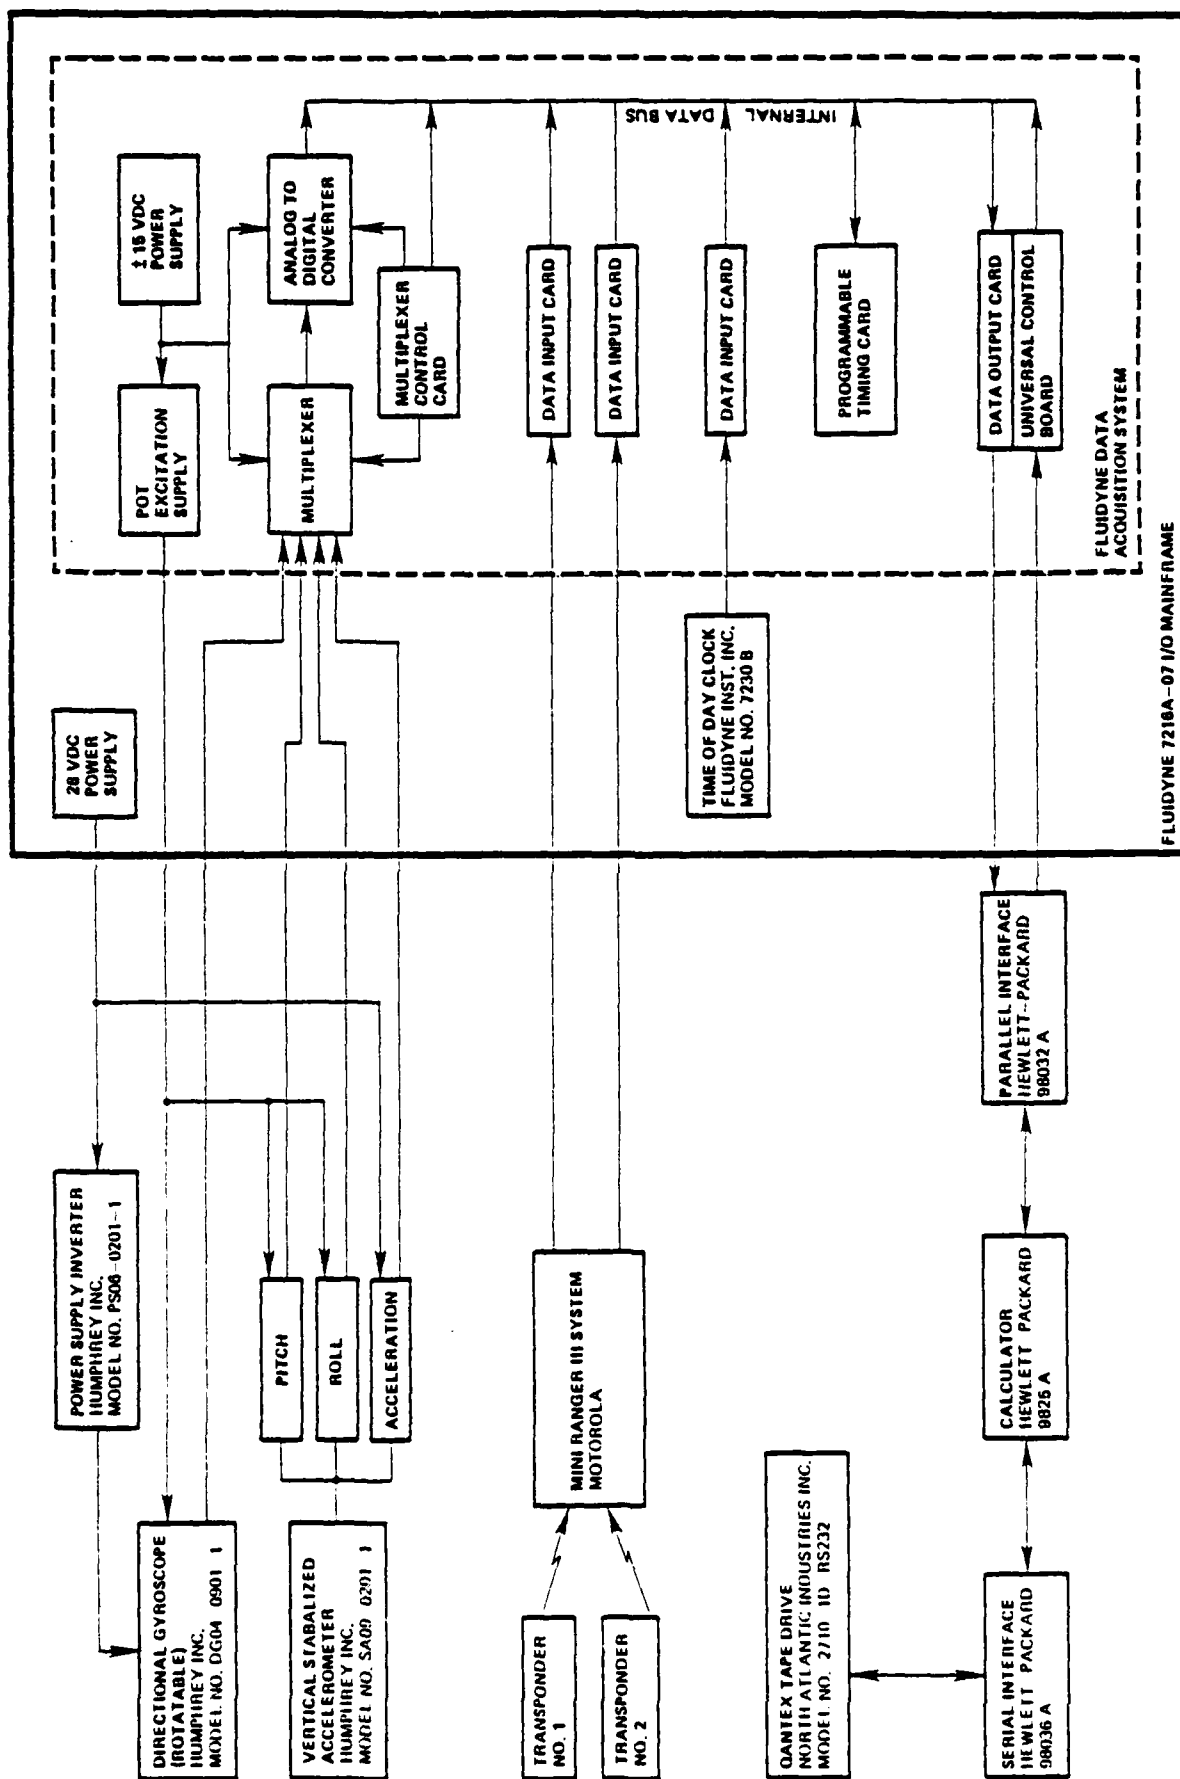 DIRECTIONAL GYROSCOPE
(ROTATABLE)
HUMPHREY INC.
MODEL NO. DG04 0901 1
POWER SUPPLY INVERTER
HUMPHREY INC.
MODEL NO. PS06-0201-1
28 VDC
POWER
SUPPLY
POT
EXCITATION
SUPPLY
± 15 VDC
POWER
SUPPLY
VERTICAL STABALIZED
ACCELEROMETER
HUMPHREY INC.
MODEL NO. SA09 0201 1
PITCH
ROLL
ACCELERATION
MULTIPLEXER
ANALOG TO
DIGITAL
CONVERTER
MULTIPLEXER
CONTROL
CARD
TRANSPONDER
NO. 1
TRANSPONDER
NO. 2
MINI RANGER III SYSTEM
MOTOROLA
DATA INPUT CARD
DATA INPUT CARD
INTERNAL
DATA BUS
TIME OF DAY CLOCK
FLUIDYNE INST. INC.
MODEL NO. 7230 B
DATA INPUT CARD
PROGRAMMABLE
TIMING CARD
QANTEX TAPE DRIVE
NORTH ATLANTIC INDUSTRIES INC.
MODEL NO. 2710 1D RS232
SERIAL INTERFACE
HEWLETT PACKARD
98036 A
CALCULATOR
HEWLETT PACKARD
9825 A
PARALLEL INTERFACE
HEWLETT-PACKARD
98032 A
DATA OUTPUT CARD
UNIVERSAL CONTROL
BOARD
FLUIDYNE DATA
ACQUISITION SYSTEM
FLUIDYNE 7216A-07 I/O MAINFRAME